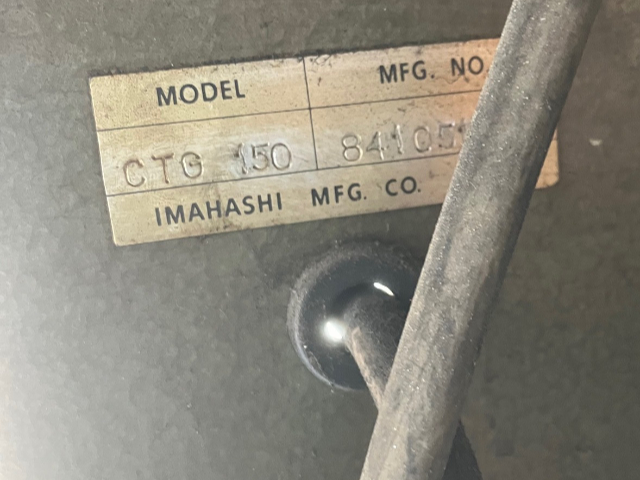 MODEL MFG. NO
CTG 150 84105
IMAHASHI MFG. CO.